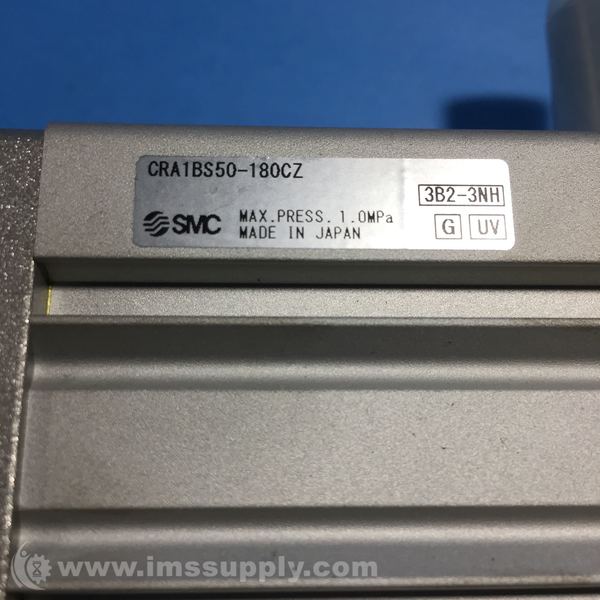 CRA1BS50-180CZ
3B2-3NH
SMC MAX.PRESS. 1.0MPa
MADE IN JAPAN
G UV
www.imssupply.com